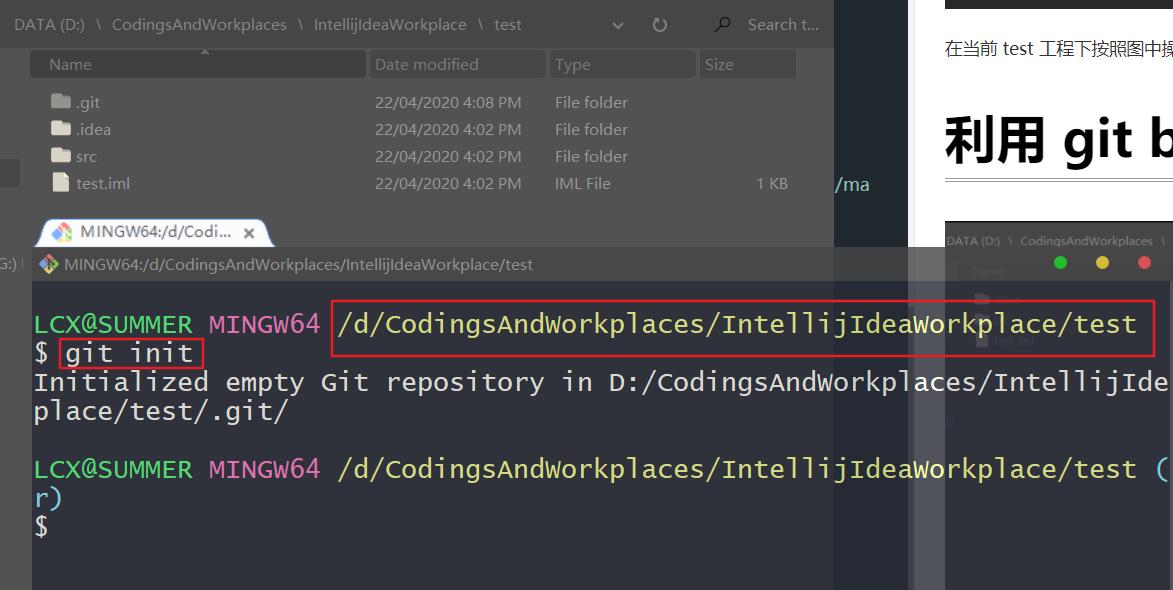 DATA (D:) \ CodingsAndWorkplaces \ IntellijIdeaWorkplace \ test
Search t...
Name Date modified Type Size
.git 22/04/2020 4:08 PM File folder
.idea 22/04/2020 4:02 PM File folder
src 22/04/2020 4:02 PM File folder
test.iml 22/04/2020 4:02 PM IML File 1 KB
/ma
在当前 test 工程下按照图中操
利用 git b
DATA (D:) \ CodingsAndWorkplaces \
Name
test.iml
MINGW64:/d/Codi...
G:)
MINGW64:/d/CodingsAndWorkplaces/IntellijIdeaWorkplace/test
LCX@SUMMER MINGW64 /d/CodingsAndWorkplaces/IntellijIdeaWorkplace/test
$ git init
Initialized empty Git repository in D:/CodingsAndWorkplaces/IntellijIde
place/test/.git/
LCX@SUMMER MINGW64 /d/CodingsAndWorkplaces/IntellijIdeaWorkplace/test (
r)
$